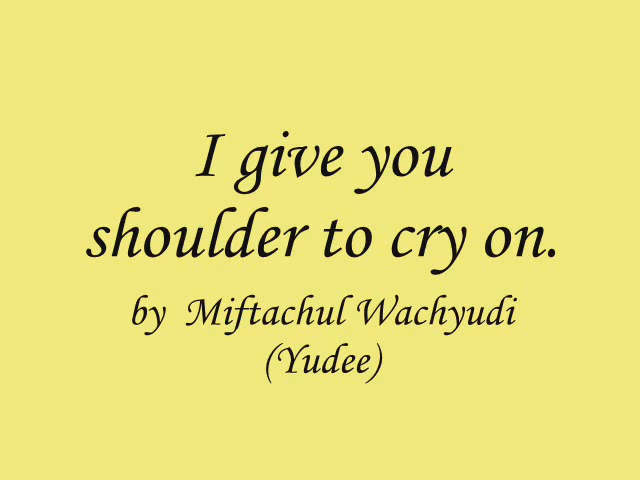 I give you
shoulder to cry on.
by Miftachul Wachyudi
(Yudee)